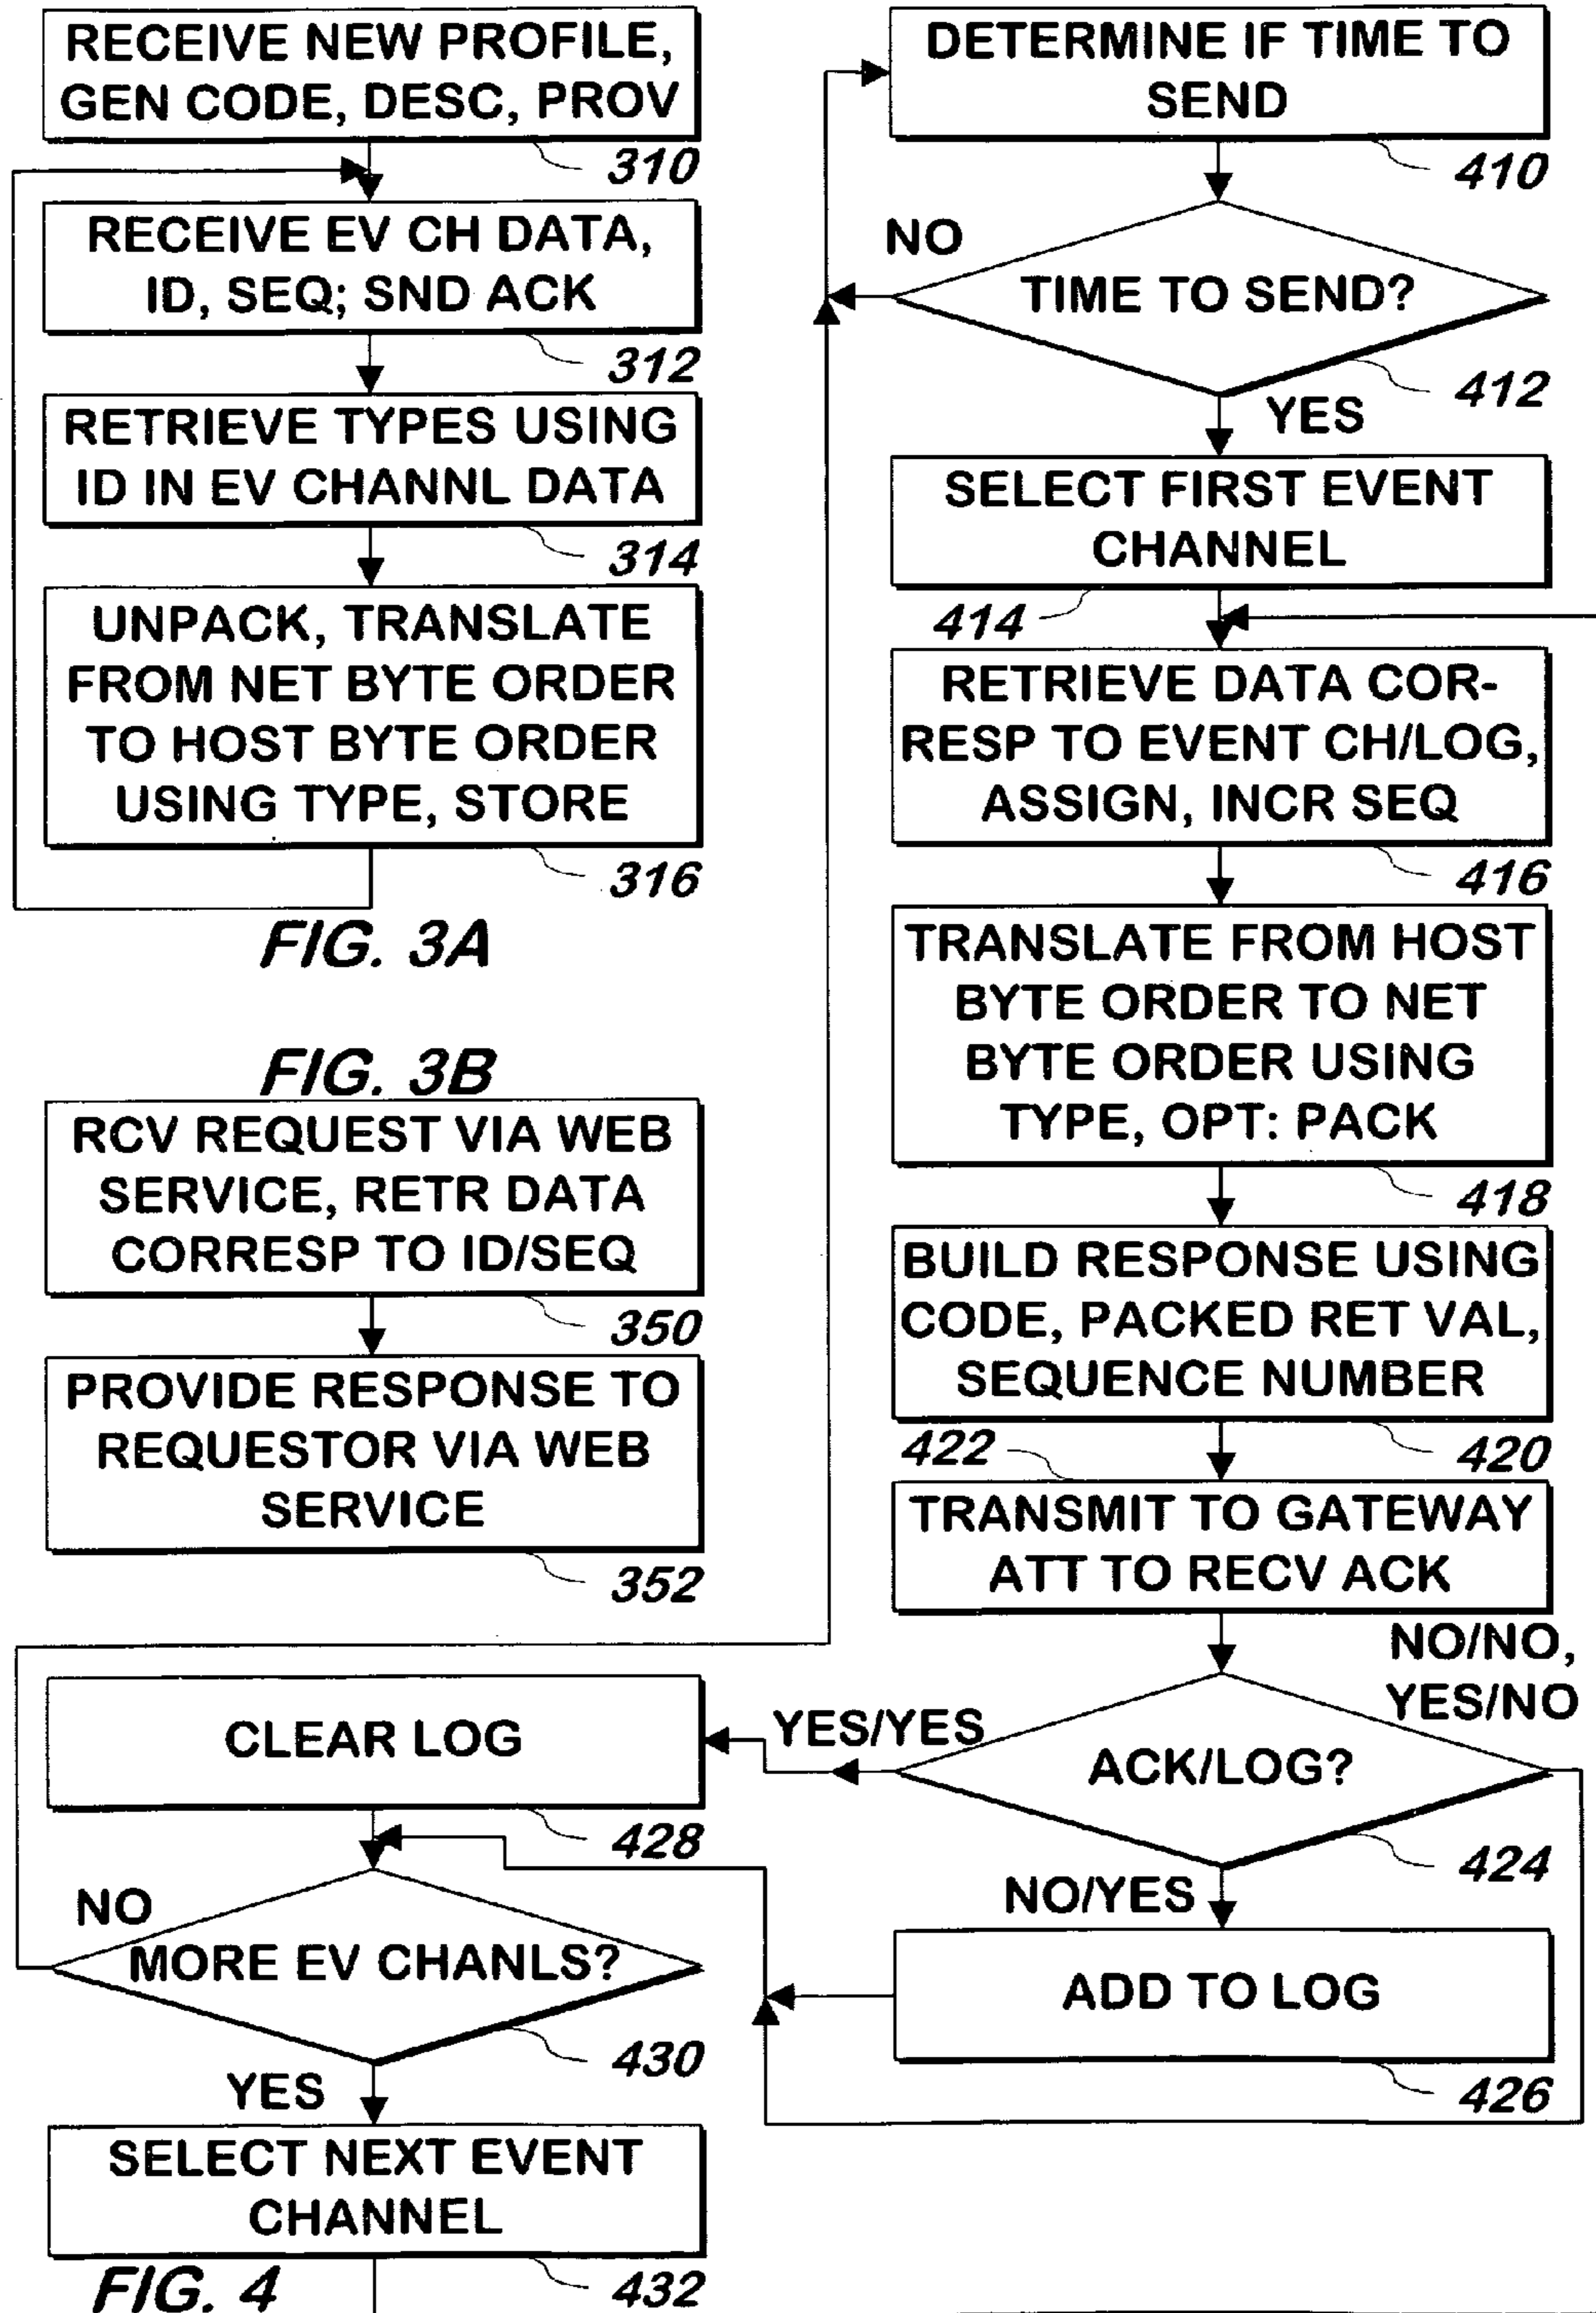 RECEIVE NEW PROFILE,
GEN CODE, DESC, PROV
310
RECEIVE EV CH DATA,
ID, SEQ; SND ACK
312
RETRIEVE TYPES USING
ID IN EV CHANNL DATA
314
UNPACK, TRANSLATE
FROM NET BYTE ORDER
TO HOST BYTE ORDER
USING TYPE, STORE
316
FIG. 3A
FIG. 3B
RCV REQUEST VIA WEB
SERVICE, RETR DATA
CORRESP TO ID/SEQ
350
PROVIDE RESPONSE TO
REQUESTOR VIA WEB
SERVICE
352
DETERMINE IF TIME TO
SEND
410
NO
TIME TO SEND?
412
YES
SELECT FIRST EVENT
CHANNEL
414
RETRIEVE DATA COR-
RESP TO EVENT CH/LOG,
ASSIGN, INCR SEQ
416
TRANSLATE FROM HOST
BYTE ORDER TO NET
BYTE ORDER USING
TYPE, OPT: PACK
418
BUILD RESPONSE USING
CODE, PACKED RET VAL,
SEQUENCE NUMBER
420
422
TRANSMIT TO GATEWAY
ATT TO RECV ACK
NO/NO,
YES/NO
YES/YES
ACK/LOG?
424
NO/YES
ADD TO LOG
426
CLEAR LOG
428
NO
MORE EV CHANLS?
430
YES
SELECT NEXT EVENT
CHANNEL
432
FIG. 4